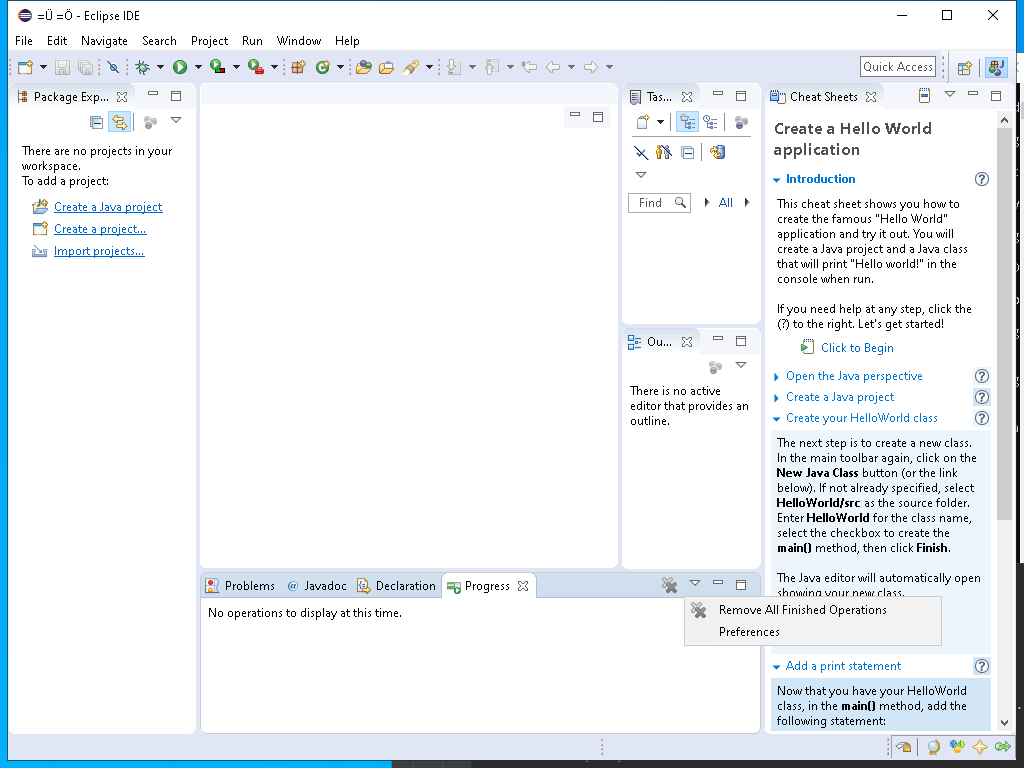 =Ü =Ö - Eclipse IDE
File Edit Navigate Search Project Run Window Help
Quick Access
Package Exp...
There are no projects in your
workspace.
To add a project:
Create a Java project
Create a project...
Import projects...
Tas...
Find
All
Ou...
There is no active
editor that provides an
outline.
Cheat Sheets
Create a Hello World
application
Introduction
This cheat sheet shows you how to
create the famous "Hello World"
application and try it out. You will
create a Java project and a Java class
that will print "Hello world!" in the
console when run.
If you need help at any step, click the
(?) to the right. Let's get started!
Click to Begin
Open the Java perspective
Create a Java project
Create your HelloWorld class
The next step is to create a new class.
In the main toolbar again, click on the
New Java Class button (or the link
below). If not already specified, select
HelloWorld/src as the source folder.
Enter HelloWorld for the class name,
select the checkbox to create the
main() method, then click Finish.
The Java editor will automatically open
showing your new class.
Add a print statement
Now that you have your HelloWorld
class, in the main() method, add the
following statement:
Problems @ Javadoc Declaration Progress
No operations to display at this time.
Remove All Finished Operations
Preferences